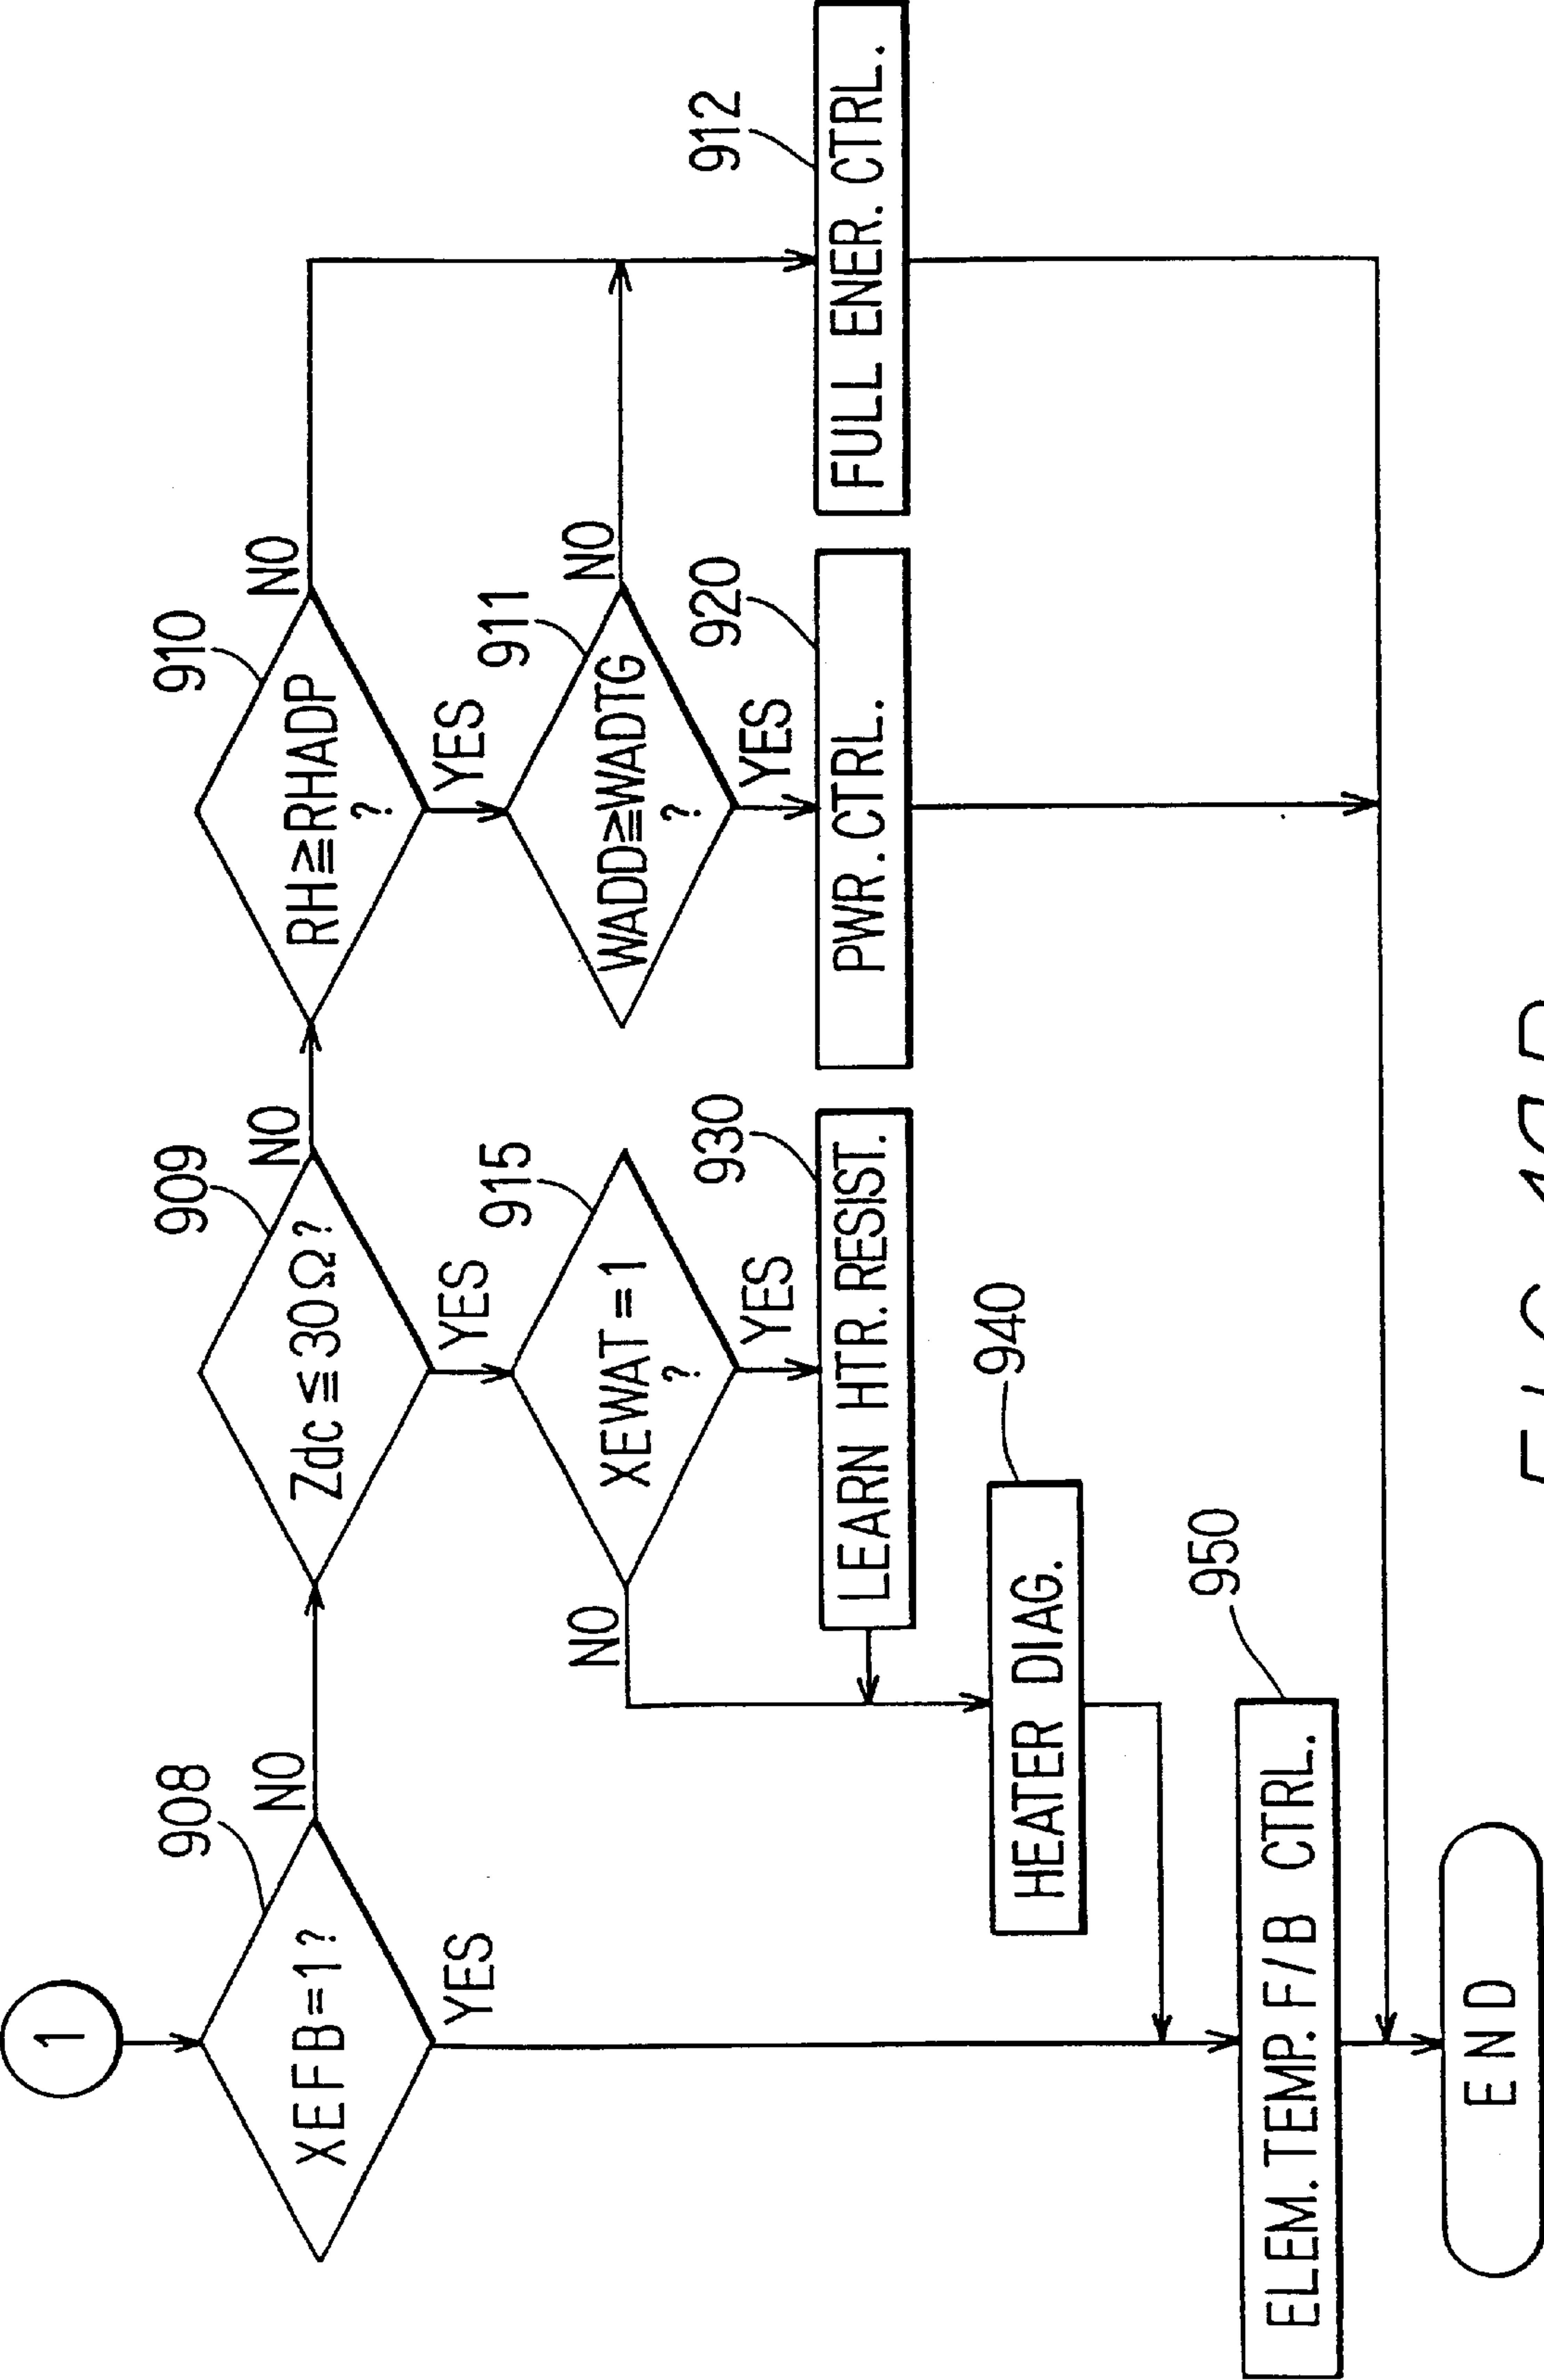 1
908
XEFB=1?
NO
YES
909
Zdc≦30Ω?
NO
YES
910
RH≧RHADP
?
NO
YES
915
XEWAT=1
?
NO
YES
911
WADD≧WADTG
?
NO
YES
930
LEARN HTR. RESIST.
920
PWR. CTRL.
912
FULL ENER. CTRL.
940
HEATER DIAG.
950
ELEM. TEMP. F/B CTRL.
END